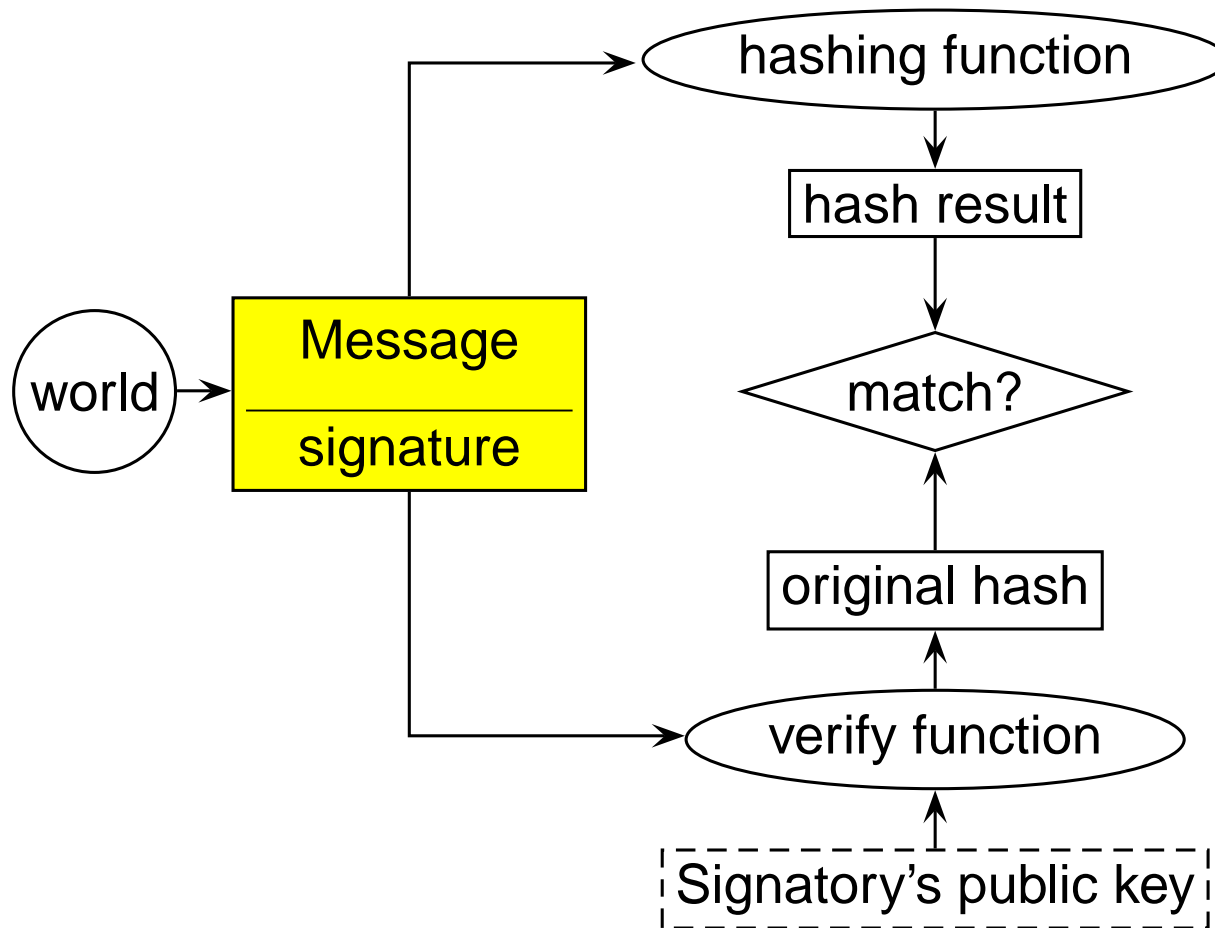 hashing function
hash result
Message
world
match?
signature
original hash
verify function
Signatory’s public key